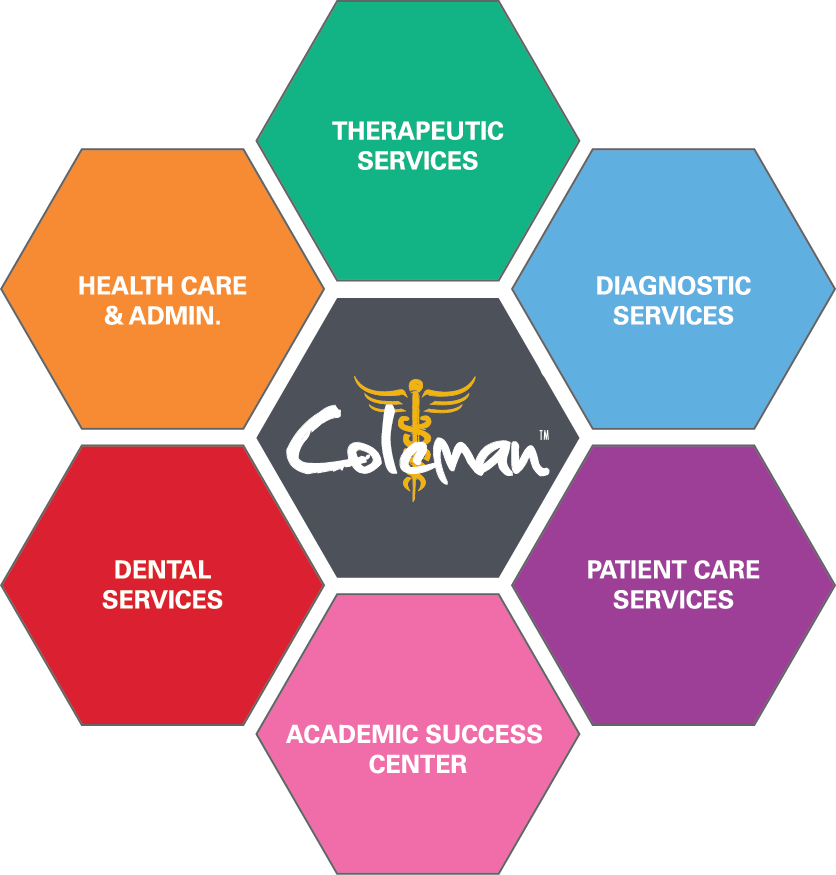 THERAPEUTIC
SERVICES
HEALTH CARE
& ADMIN.
DIAGNOSTIC
SERVICES
Coleman™
DENTAL
SERVICES
PATIENT CARE
SERVICES
ACADEMIC SUCCESS
CENTER